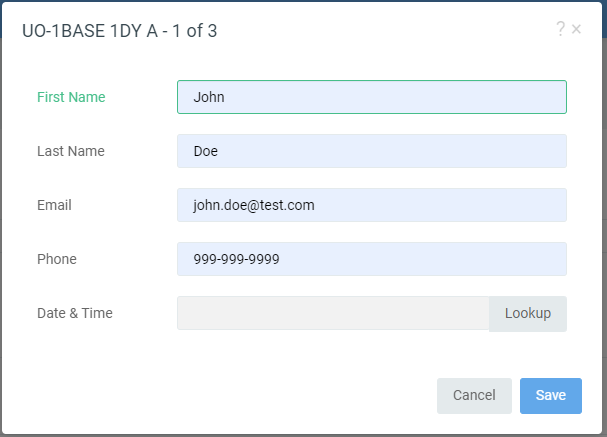 UO-1BASE 1DY A - 1 of 3 ? ×
First Name John
Last Name Doe
Email john.doe@test.com
Phone 999-999-9999
Date & Time Lookup
Cancel Save